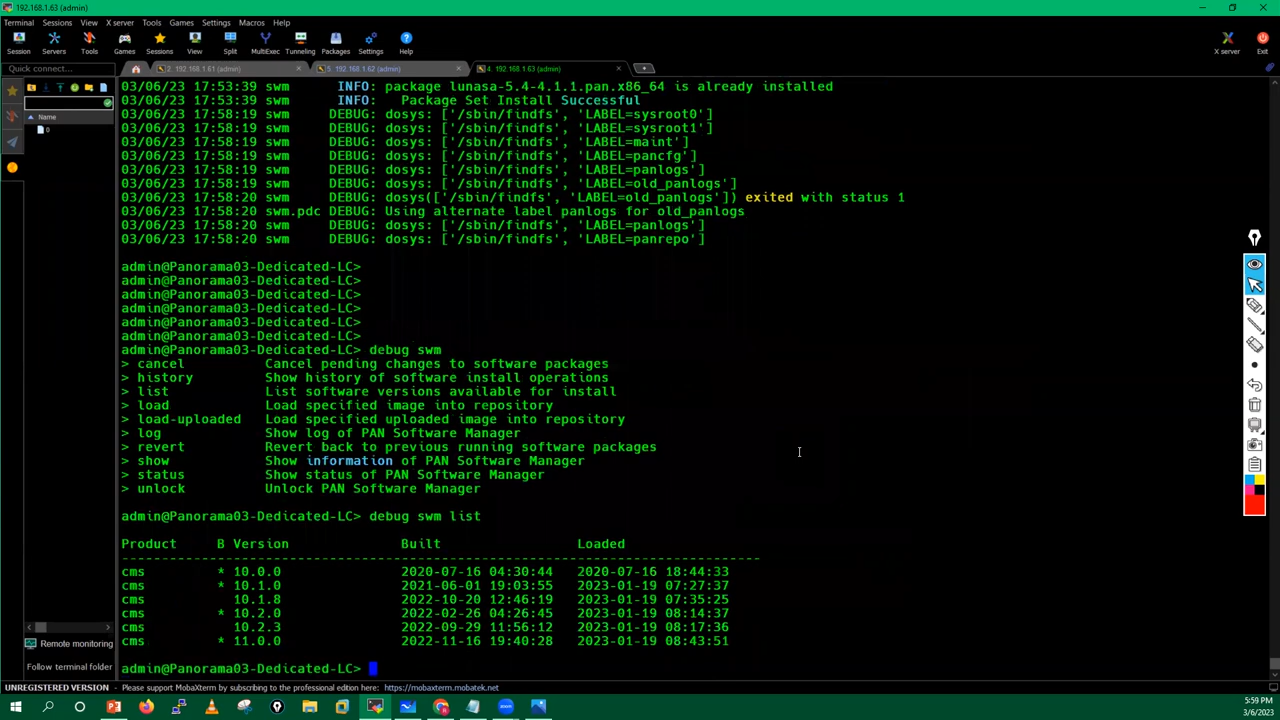 192.168.1.63 (admin)
Terminal Sessions View X server Tools Games Settings Macros Help
Session Servers Tools Games Sessions View Split MultiExec Tunneling Packages Settings Help X server Exit
Quick connect... 2. 192.168.1.61 (admin) 5. 192.168.1.62 (admin) 4. 192.168.1.63 (admin)
Name
0
03/06/23 17:53:39 swm INFO: package lunasa-5.4-4.1.1.pan.x86_64 is already installed
03/06/23 17:53:39 swm INFO: Package Set Install Successful
03/06/23 17:58:19 swm DEBUG: dosys: ['/sbin/findfs', 'LABEL=sysroot0']
03/06/23 17:58:19 swm DEBUG: dosys: ['/sbin/findfs', 'LABEL=sysroot1']
03/06/23 17:58:19 swm DEBUG: dosys: ['/sbin/findfs', 'LABEL=maint']
03/06/23 17:58:19 swm DEBUG: dosys: ['/sbin/findfs', 'LABEL=pancfg']
03/06/23 17:58:19 swm DEBUG: dosys: ['/sbin/findfs', 'LABEL=panlogs']
03/06/23 17:58:19 swm DEBUG: dosys: ['/sbin/findfs', 'LABEL=old_panlogs']
03/06/23 17:58:20 swm DEBUG: dosys(['/sbin/findfs', 'LABEL=old_panlogs']) exited with status 1
03/06/23 17:58:20 swm.pdc DEBUG: Using alternate label panlogs for old_panlogs
03/06/23 17:58:20 swm DEBUG: dosys: ['/sbin/findfs', 'LABEL=panlogs']
03/06/23 17:58:20 swm DEBUG: dosys: ['/sbin/findfs', 'LABEL=panrepo']
admin@Panorama03-Dedicated-LC>
admin@Panorama03-Dedicated-LC>
admin@Panorama03-Dedicated-LC>
admin@Panorama03-Dedicated-LC>
admin@Panorama03-Dedicated-LC>
admin@Panorama03-Dedicated-LC>
admin@Panorama03-Dedicated-LC> debug swm
> cancel Cancel pending changes to software packages
> history Show history of software install operations
> list List software versions available for install
> load Load specified image into repository
> load-uploaded Load specified uploaded image into repository
> log Show log of PAN Software Manager
> revert Revert back to previous running software packages
> show Show information of PAN Software Manager
> status Show status of PAN Software Manager
> unlock Unlock PAN Software Manager
admin@Panorama03-Dedicated-LC> debug swm list
Product B Version Built Loaded
--------------------------------------------------------------------------------
cms * 10.0.0 2020-07-16 04:30:44 2020-07-16 18:44:33
cms * 10.1.0 2021-06-01 19:03:55 2023-01-19 07:27:37
cms 10.1.8 2022-10-20 12:46:19 2023-01-19 07:35:25
cms * 10.2.0 2022-02-26 04:26:45 2023-01-19 08:14:37
cms 10.2.3 2022-09-29 11:56:12 2023-01-19 08:17:36
cms * 11.0.0 2022-11-16 19:40:28 2023-01-19 08:43:51
admin@Panorama03-Dedicated-LC>
Remote monitoring
Follow terminal folder
UNREGISTERED VERSION - Please support MobaXterm by subscribing to the professional edition here: https://mobaxterm.mobatek.net
5:59 PM
3/6/2023